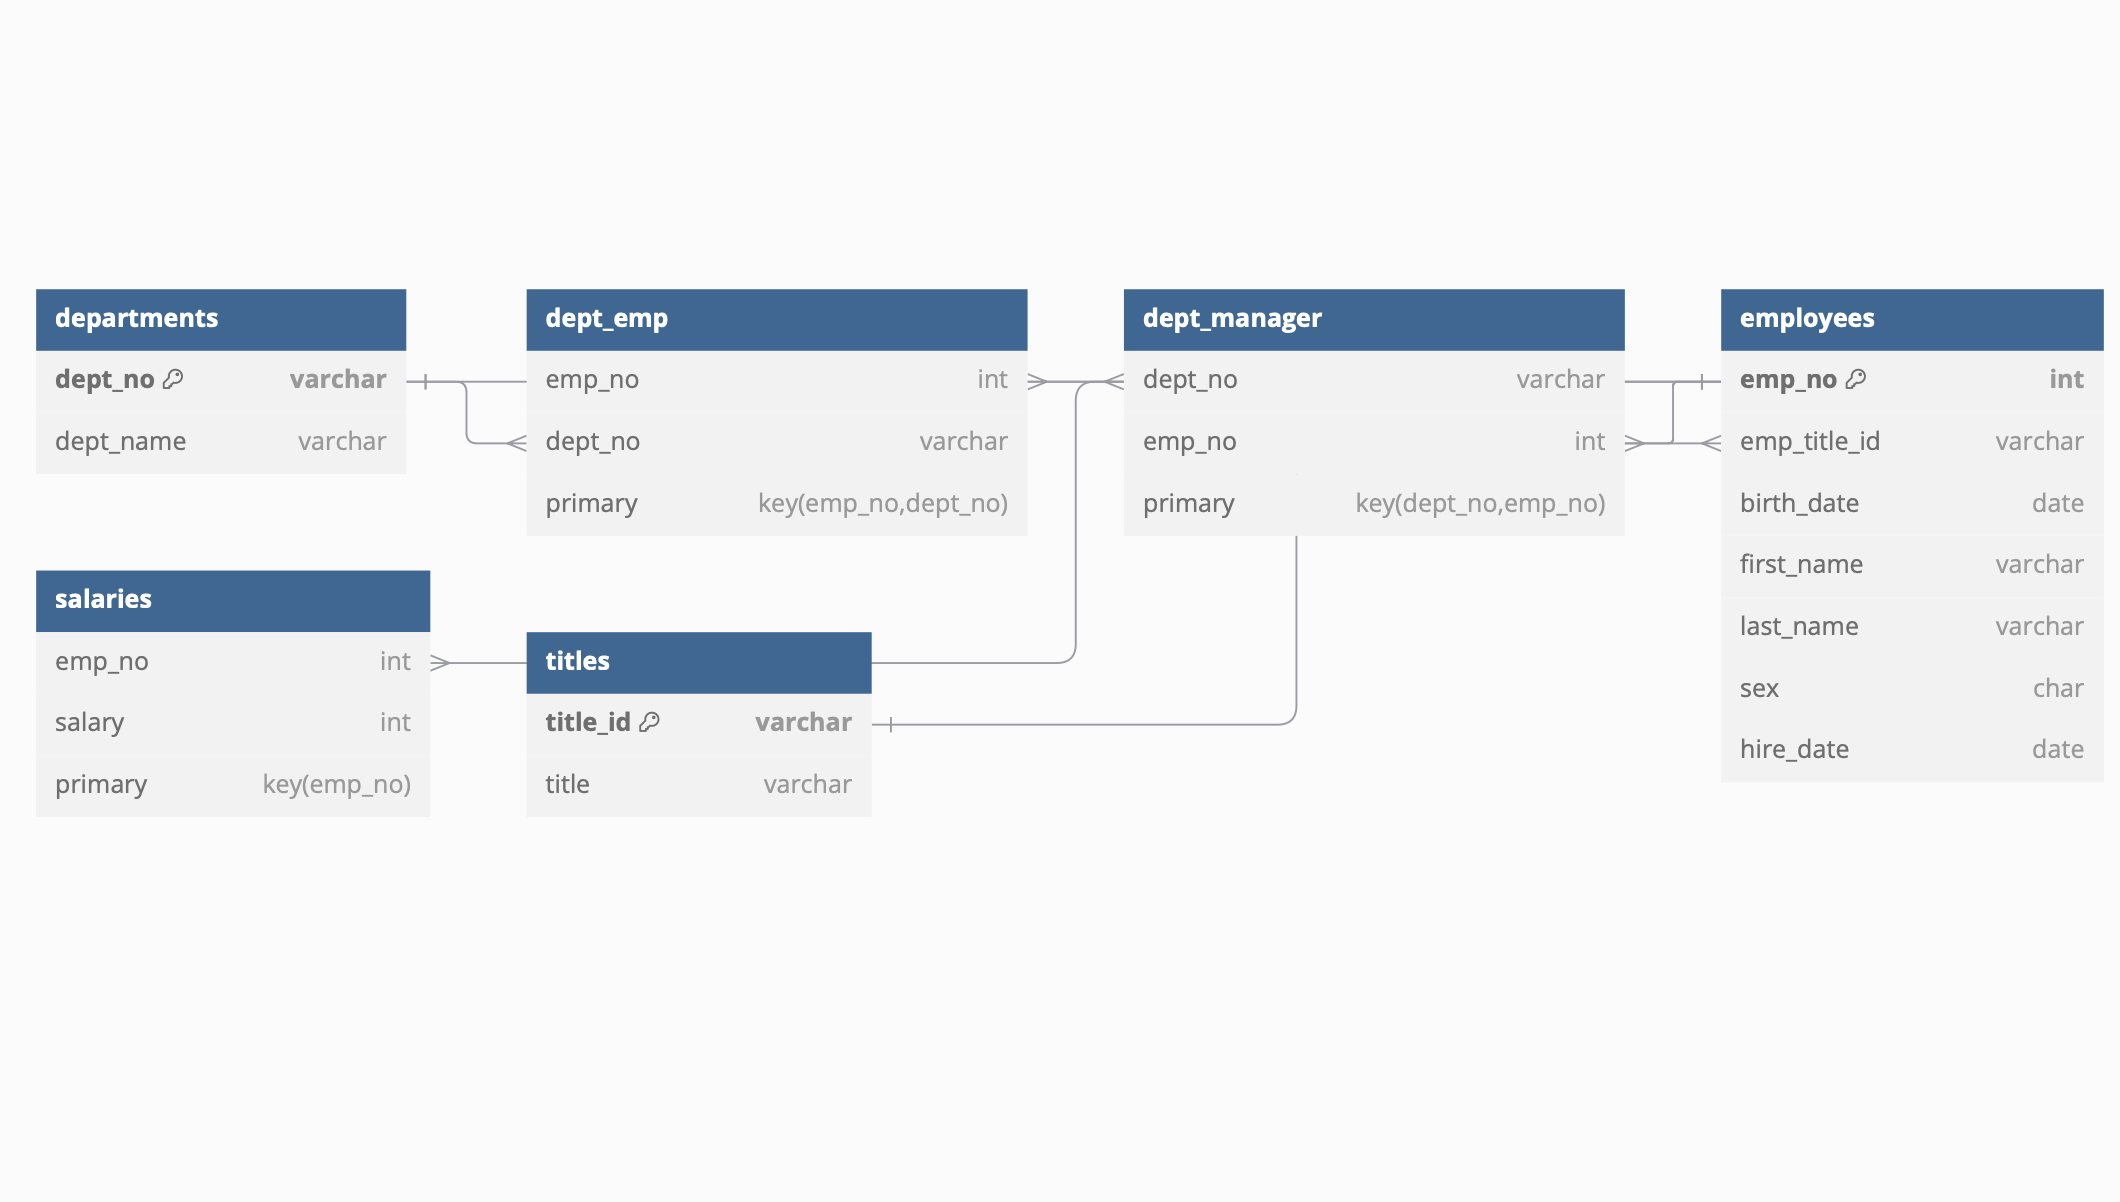 departments
dept_no varchar
dept_name varchar
dept_emp
emp_no int
dept_no varchar
primary key(emp_no,dept_no)
dept_manager
dept_no varchar
emp_no int
primary key(dept_no,emp_no)
employees
emp_no int
emp_title_id varchar
birth_date date
first_name varchar
last_name varchar
sex char
hire_date date
salaries
emp_no int
salary int
primary key(emp_no)
titles
title_id varchar
title varchar